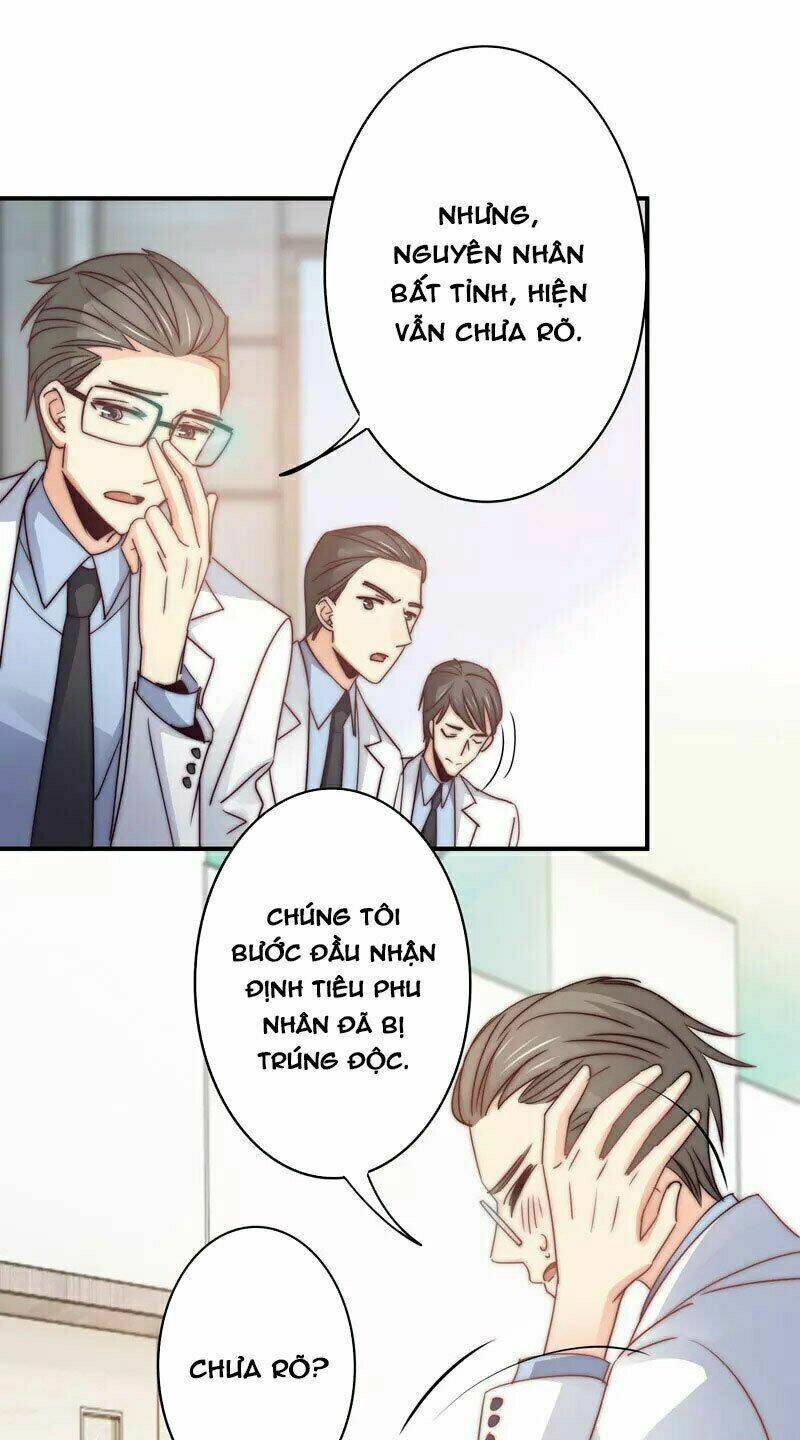 NHƯNG,
NGUYÊN NHÂN
BẤT TỈNH, HIỆN
VẪN CHƯA RÕ.
CHÚNG TÔI
BƯỚC ĐẦU NHẬN
ĐỊNH TIÊU PHU
NHÂN ĐÃ BỊ
TRÚNG ĐỘC.
CHƯA RÕ?